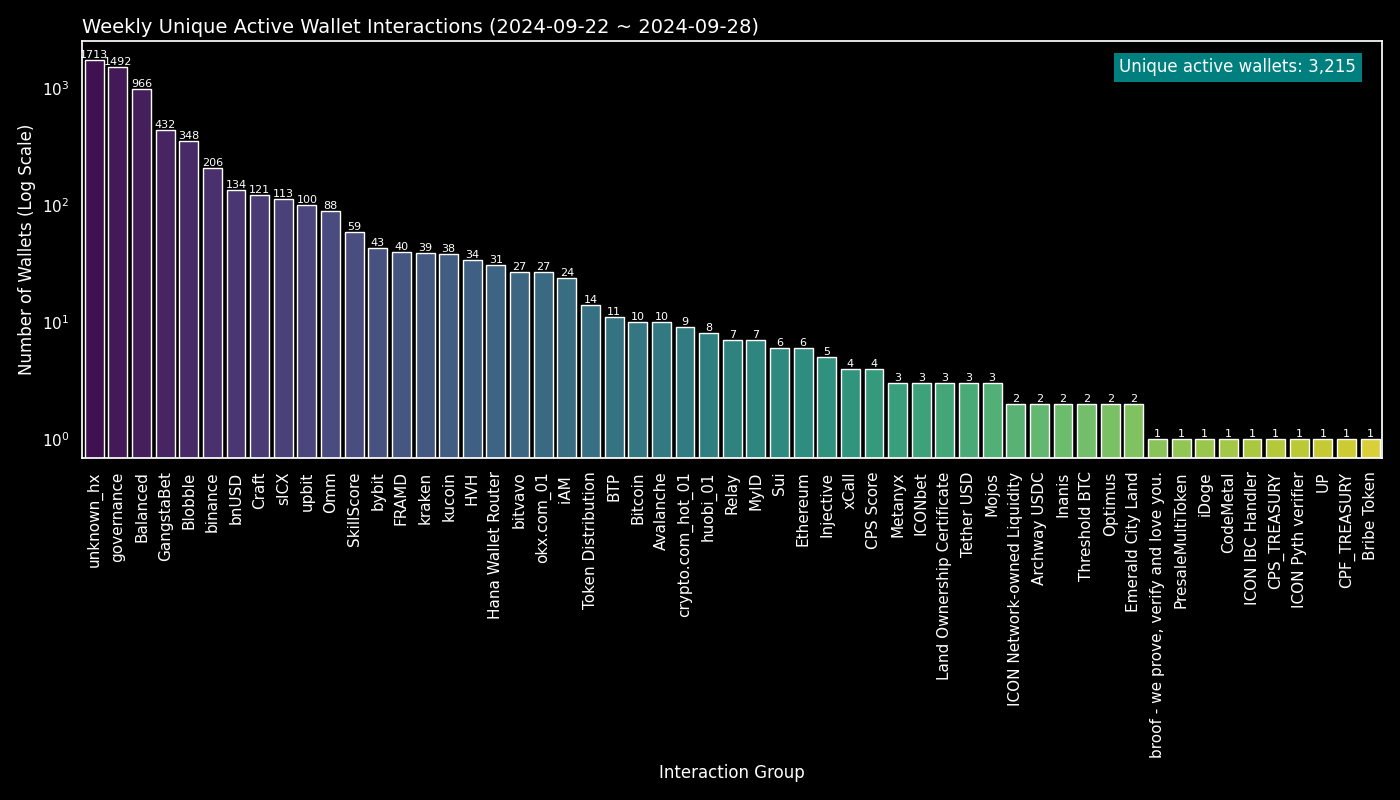 Weekly Unique Active Wallet Interactions (2024-09-22 ~ 2024-09-28)
Unique active wallets: 3,215
Number of Wallets (Log Scale)
10³
10²
10¹
10⁰
1713
1492
966
432
348
206
134
121
113
100
88
59
43
40
39
38
34
31
27
27
24
14
11
10
10
9
8
7
7
6
6
5
4
4
3
3
3
3
3
2
2
2
2
2
2
1
1
1
1
1
1
1
1
1
1
unknown_hx
governance
Balanced
GangstaBet
Blobble
binance
bnUSD
Craft
sICX
upbit
Omm
SkillScore
bybit
FRAMD
kraken
kucoin
HVH
Hana Wallet Router
bitvavo
okx.com_01
iAM
Token Distribution
BTP
Bitcoin
Avalanche
crypto.com_hot_01
huobi_01
Relay
MyID
Sui
Ethereum
Injective
xCall
CPS Score
Metanyx
ICONbet
Land Ownership Certificate
Tether USD
Mojos
ICON Network-owned Liquidity
Archway USDC
Inanis
Threshold BTC
Optimus
Emerald City Land
broof - we prove, verify and love you.
PresaleMultiToken
iDoge
CodeMetal
ICON IBC Handler
CPS_TREASURY
ICON Pyth verifier
UP
CPF_TREASURY
Bribe Token
Interaction Group